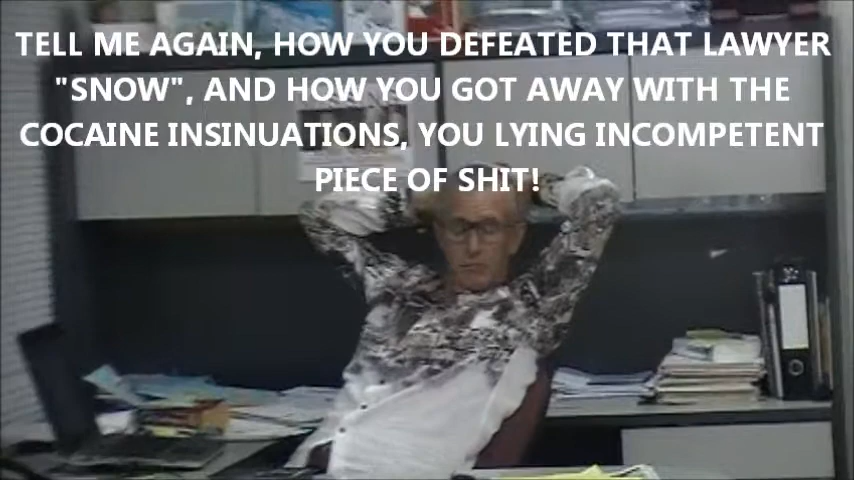 TELL ME AGAIN, HOW YOU DEFEATED THAT LAWYER
"SNOW", AND HOW YOU GOT AWAY WITH THE
COCAINE INSINUATIONS, YOU LYING INCOMPETENT
PIECE OF SHIT!